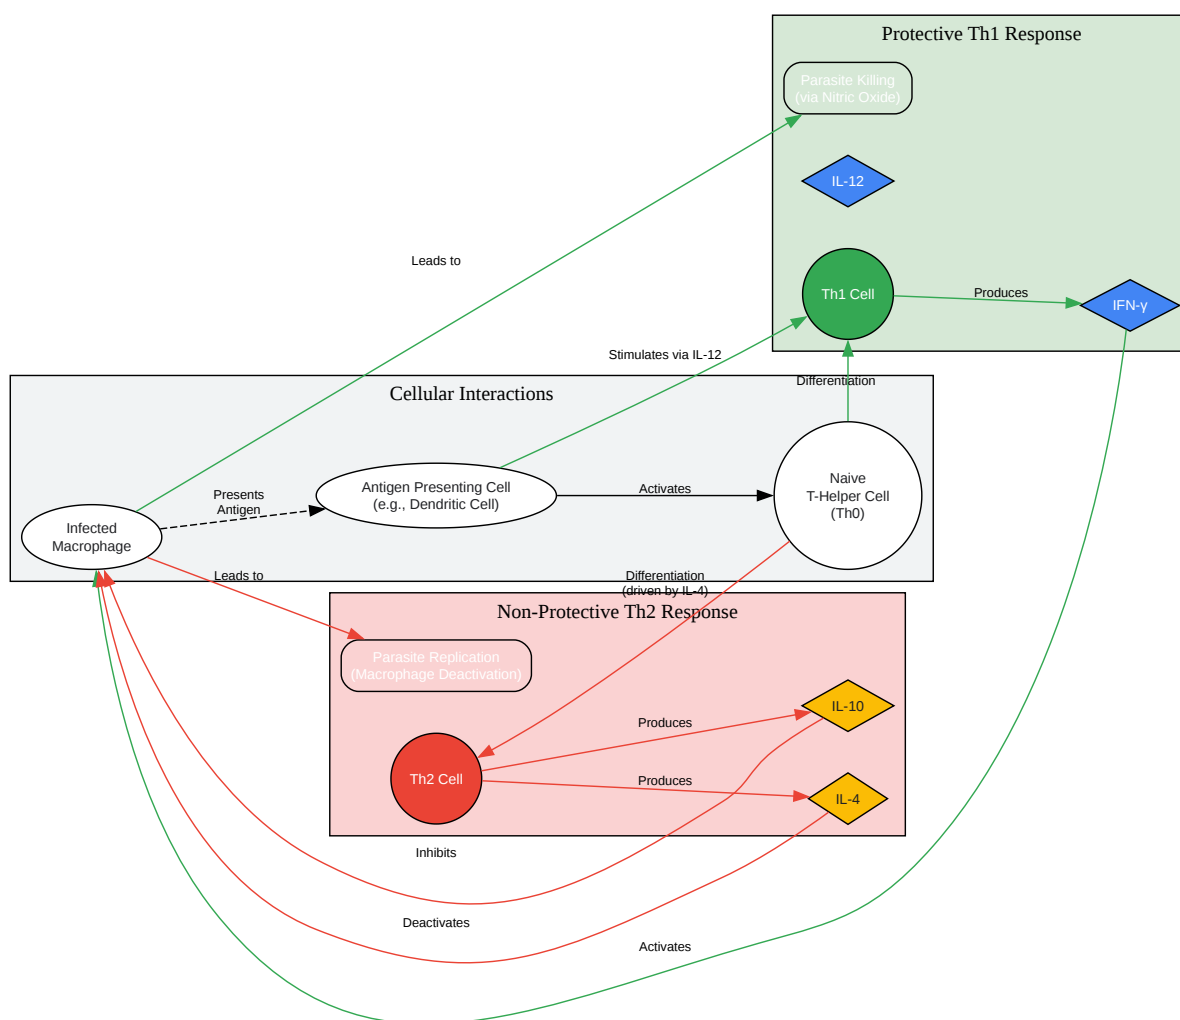 Protective Th1 Response
Parasite Killing
(via Nitric Oxide)
IL-12
Leads to
Th1 Cell
Produces
IFN-γ
Stimulates via IL-12
Differentiation
Cellular Interactions
Naive
T-Helper Cell
(Th0)
Antigen Presenting Cell
(e.g., Dendritic Cell)
Activates
Presents
Antigen
Infected
Macrophage
Leads to
Differentiation
(driven by IL-4)
Non-Protective Th2 Response
Parasite Replication
(Macrophage Deactivation)
IL-10
Produces
Th2 Cell
Produces
IL-4
Inhibits
Deactivates
Activates